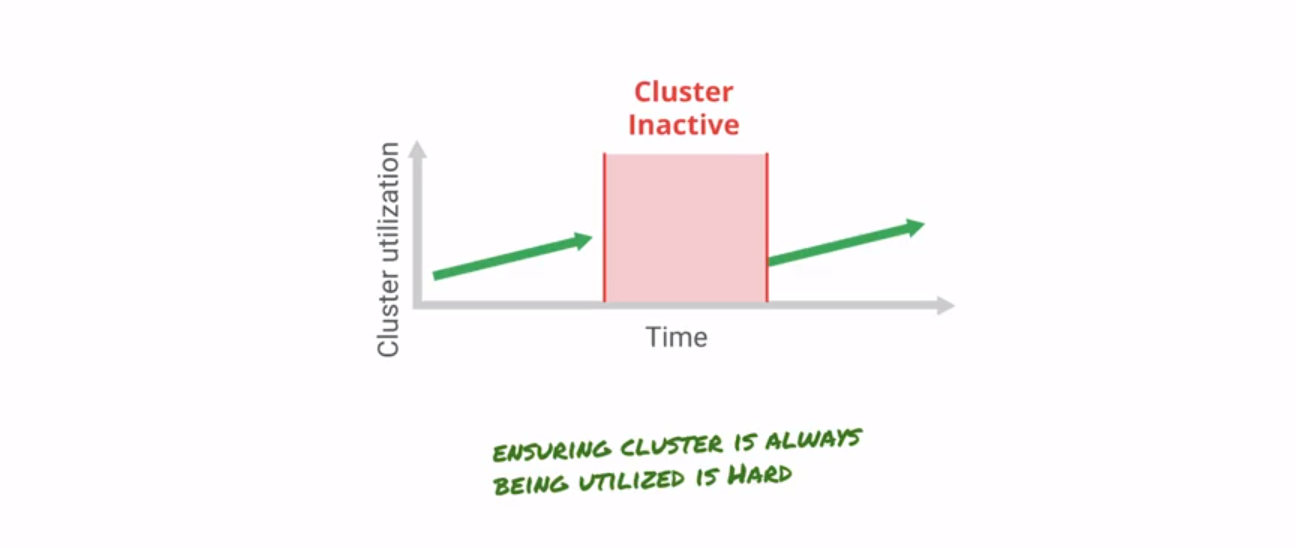 Cluster
Inactive
Cluster utilization
Time
ENSURING CLUSTER IS ALWAYS
BEING UTILIZED IS HARD